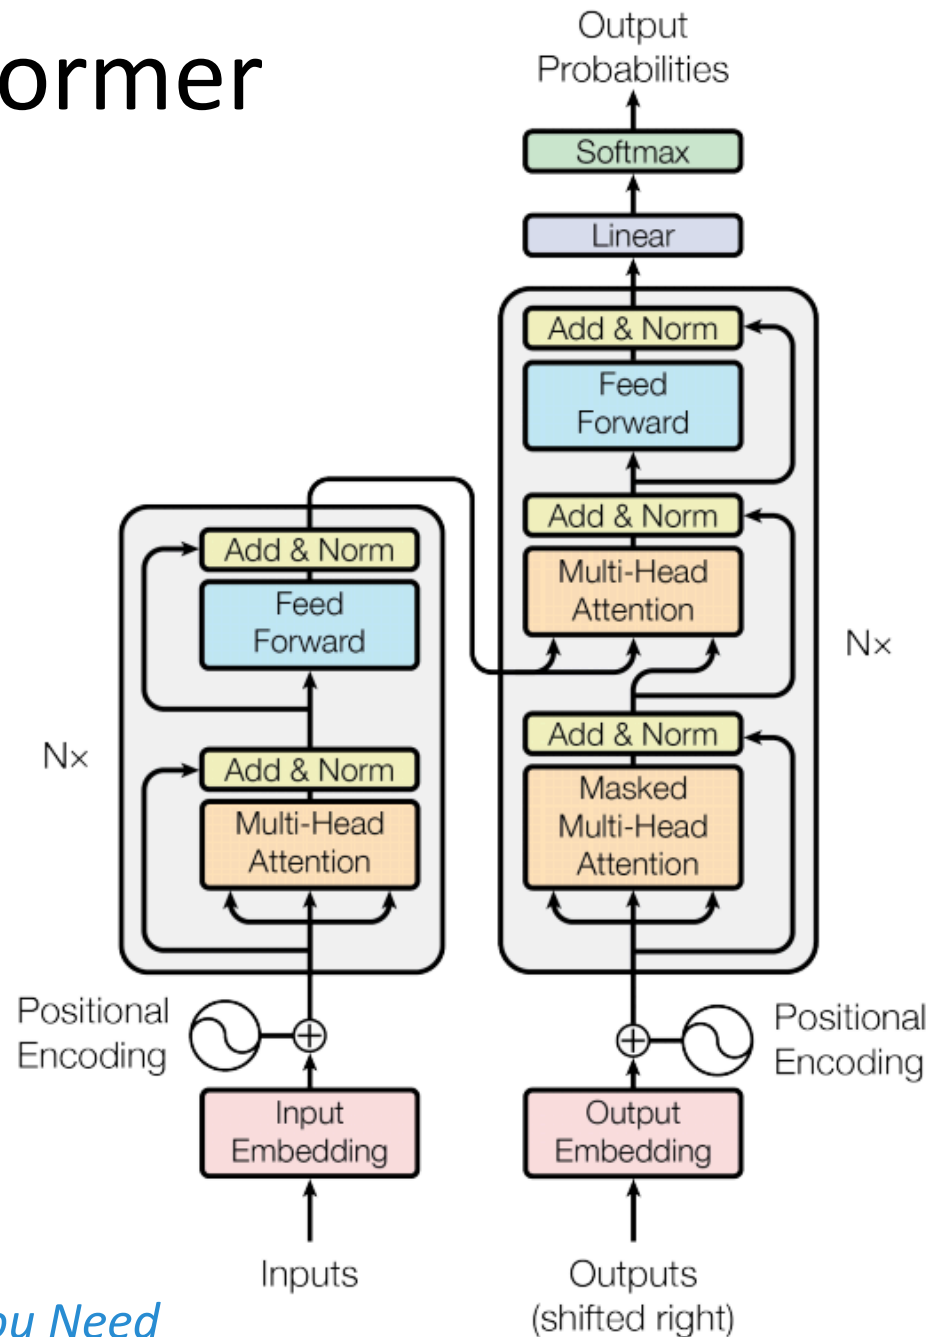 ormer
Output
Probabilities
Softmax
Linear
Add & Norm
Feed
Forward
Add & Norm
Multi-Head
Attention
Nx
Add & Norm
Masked
Multi-Head
Attention
Add & Norm
Feed
Forward
Nx
Add & Norm
Multi-Head
Attention
Positional
Encoding
Positional
Encoding
Input
Embedding
Output
Embedding
Inputs
Outputs
(shifted right)
ou Need